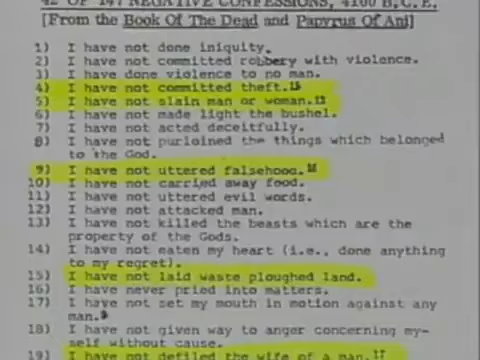 42 OF 147 NEGATIVE CONFESSIONS, 4100 B.C.E.
[From the Book Of The Dead and Papyrus Of Ani]
1) I have not done iniquity.
2) I have not committed robbery with violence.
3) I have done violence to no man.
4) I have not committed theft.15
5) I have not slain man or woman.
6) I have not made light the bushel.
7) I have not acted deceitfully.
8) I have not purloined the things which belonged
to the God.
9) I have not uttered falsehood.
10) I have not carried away food.
11) I have not uttered evil words.
12) I have not attacked man.
13) I have not killed the beasts which are the
property of the Gods.
14) I have not eaten my heart (i.e., done anything
to my regret).
15) I have not laid waste ploughed land.
16) I have never pried into matters.
17) I have not set my mouth in motion against any
man.
18) I have not given way to anger concerning my-
self without cause.
19) I have not defiled the wife of a man.17